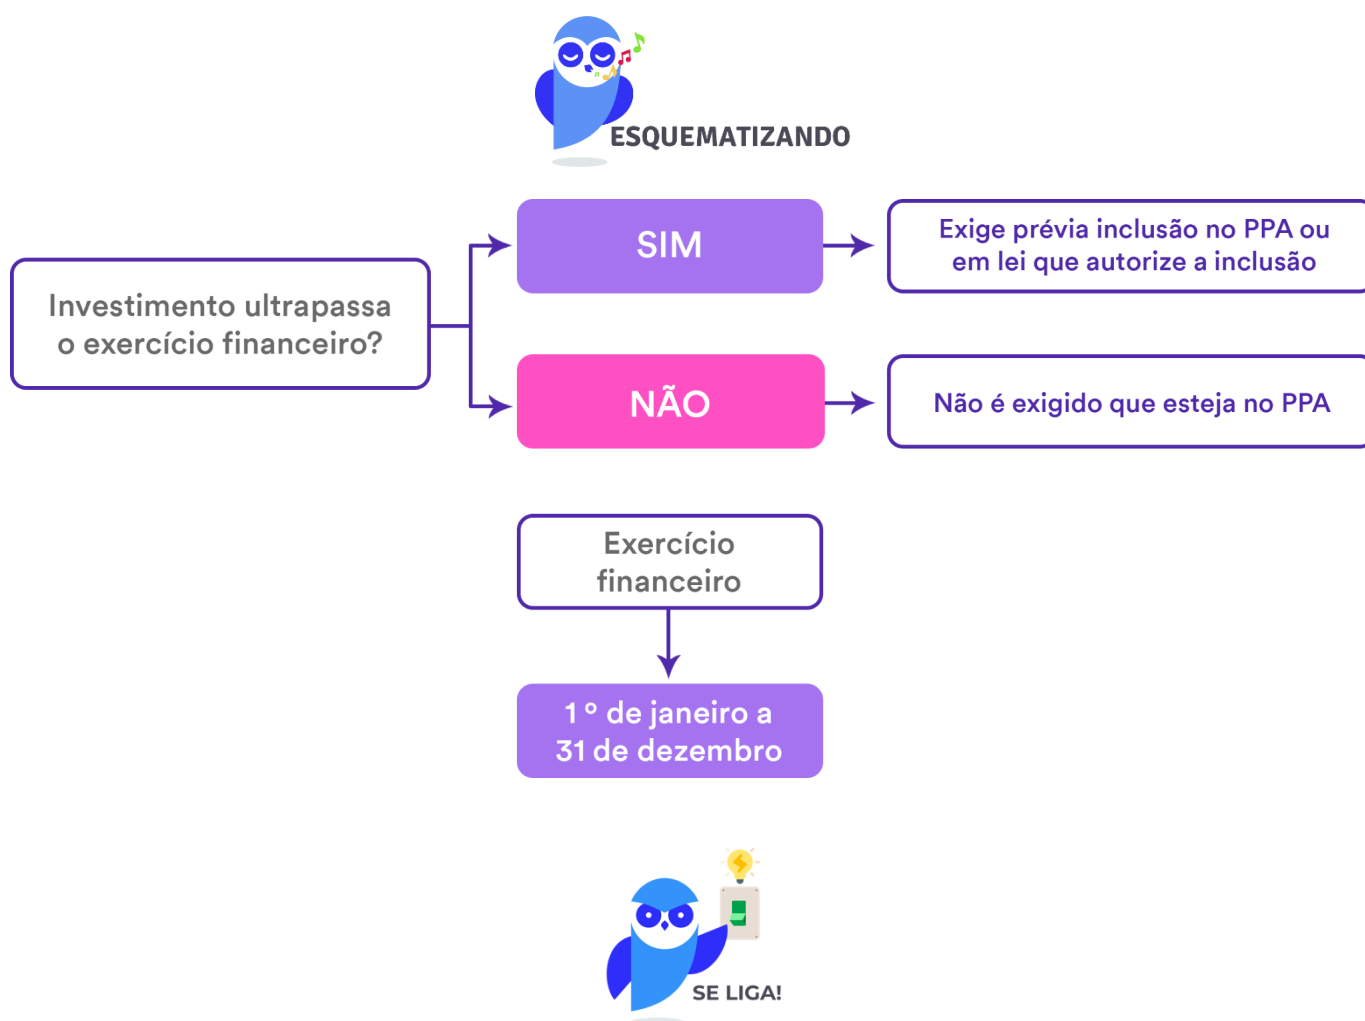 ESQUEMATIZANDO
Investimento ultrapassa
o exercício financeiro?
SIM
Exige prévia inclusão no PPA ou
em lei que autorize a inclusão
NÃO
Não é exigido que esteja no PPA
Exercício
financeiro
1 º de janeiro a
31 de dezembro
SE LIGA!